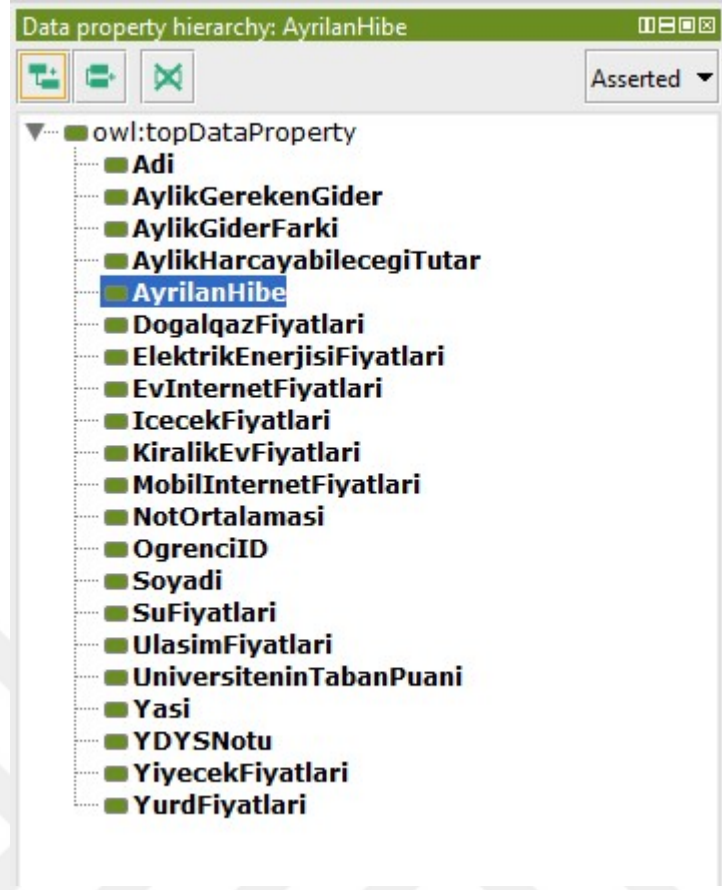 Data property hierarchy: AyrilanHibe
Asserted
owl:topDataProperty
Adi
AylikGerekenGider
AylikGiderFarki
AylikHarcayabilecegiTutar
AyrilanHibe
DogalqazFiyatlari
ElektrikEnerjisiFiyatlari
EvInternetFiyatlari
IcecekFiyatlari
KiralikEvFiyatlari
MobilInternetFiyatlari
NotOrtalamasi
OgrenciID
Soyadi
SuFiyatlari
UlasimFiyatlari
UniversiteninTabanPuani
Yasi
YDYSNotu
YiyecekFiyatlari
YurdFiyatlari